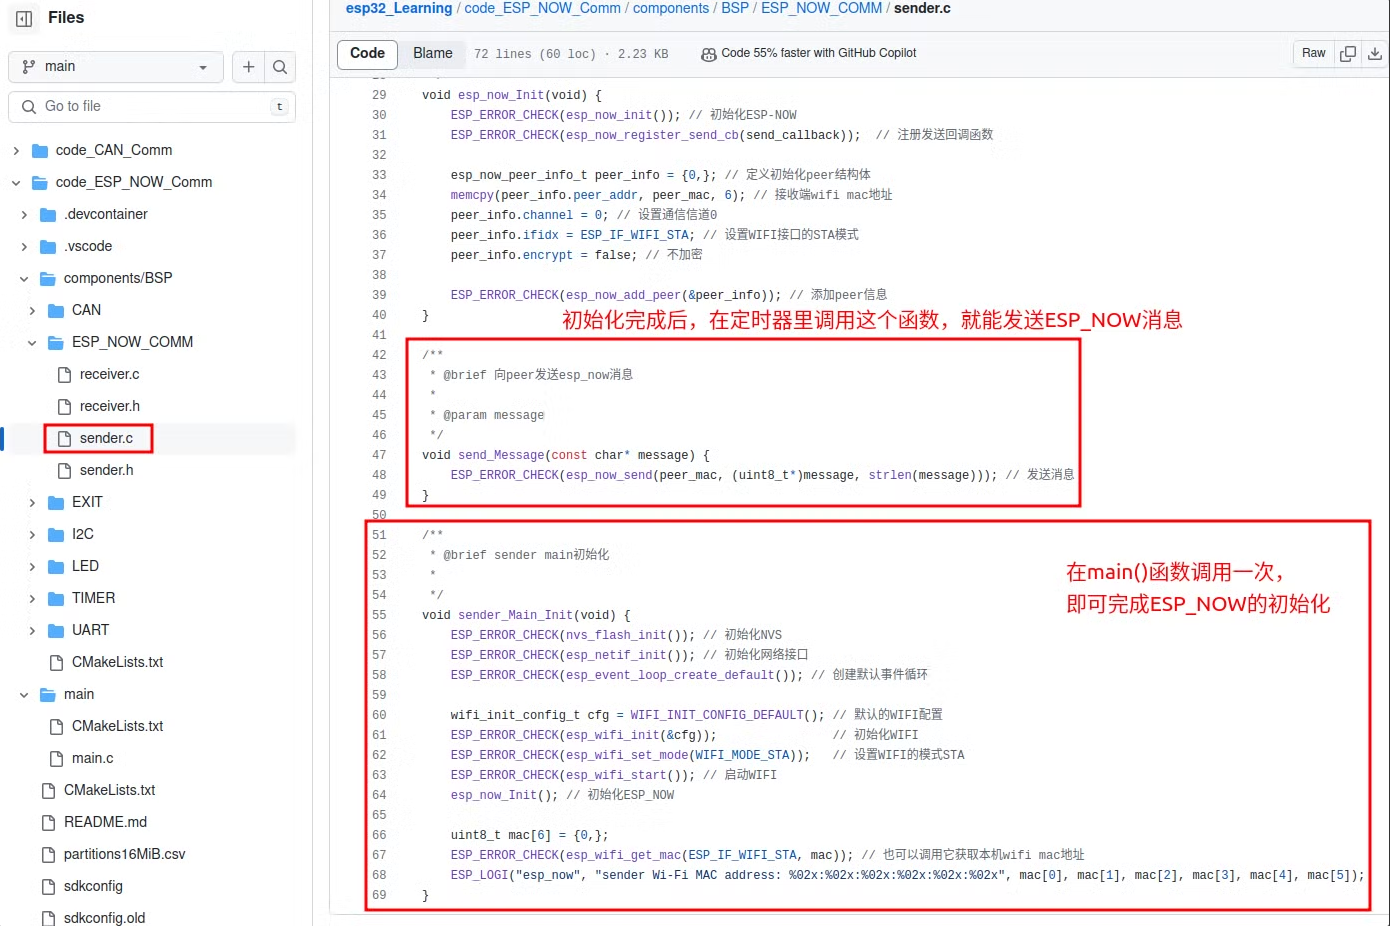 Files
main
Go to file
t
code_CAN_Comm
code_ESP_NOW_Comm
.devcontainer
.vscode
components/BSP
CAN
ESP_NOW_COMM
receiver.c
receiver.h
sender.c
sender.h
EXIT
I2C
LED
TIMER
UART
CMakeLists.txt
main
CMakeLists.txt
main.c
CMakeLists.txt
README.md
partitions16MiB.csv
sdkconfig
sdkconfig.old
esp32_Learning / code_ESP_NOW_Comm / components / BSP / ESP_NOW_COMM / sender.c
Code Blame 72 lines (60 loc) · 2.23 KB Code 55% faster with GitHub Copilot Raw
29 void esp_now_Init(void) {
30 ESP_ERROR_CHECK(esp_now_init()); // 初始化ESP-NOW
31 ESP_ERROR_CHECK(esp_now_register_send_cb(send_callback)); // 注册发送回调函数
32
33 esp_now_peer_info_t peer_info = {0,}; // 定义初始化peer结构体
34 memcpy(peer_info.peer_addr, peer_mac, 6); // 接收端wifi mac地址
35 peer_info.channel = 0; // 设置通信信道0
36 peer_info.ifidx = ESP_IF_WIFI_STA; // 设置WIFI接口的STA模式
37 peer_info.encrypt = false; // 不加密
38
39 ESP_ERROR_CHECK(esp_now_add_peer(&peer_info)); // 添加peer信息
40 }
初始化完成后，在定时器里调用这个函数，就能发送ESP_NOW消息
41
42 /**
43 * @brief 向peer发送esp_now消息
44 *
45 * @param message
46 */
47 void send_Message(const char* message) {
48 ESP_ERROR_CHECK(esp_now_send(peer_mac, (uint8_t*)message, strlen(message))); // 发送消息
49 }
50
51 /**
52 * @brief sender main初始化
53 *
54 */
在main()函数调用一次，
即可完成ESP_NOW的初始化
55 void sender_Main_Init(void) {
56 ESP_ERROR_CHECK(nvs_flash_init()); // 初始化NVS
57 ESP_ERROR_CHECK(esp_netif_init()); // 初始化网络接口
58 ESP_ERROR_CHECK(esp_event_loop_create_default()); // 创建默认事件循环
59
60 wifi_init_config_t cfg = WIFI_INIT_CONFIG_DEFAULT(); // 默认的WIFI配置
61 ESP_ERROR_CHECK(esp_wifi_init(&cfg)); // 初始化WIFI
62 ESP_ERROR_CHECK(esp_wifi_set_mode(WIFI_MODE_STA)); // 设置WIFI的模式STA
63 ESP_ERROR_CHECK(esp_wifi_start()); // 启动WIFI
64 esp_now_Init(); // 初始化ESP_NOW
65
66 uint8_t mac[6] = {0,};
67 ESP_ERROR_CHECK(esp_wifi_get_mac(ESP_IF_WIFI_STA, mac)); // 也可以调用它获取本机wifi mac地址
68 ESP_LOGI("esp_now", "sender Wi-Fi MAC address: %02x:%02x:%02x:%02x:%02x:%02x", mac[0], mac[1], mac[2], mac[3], mac[4], mac[5]);
69 }